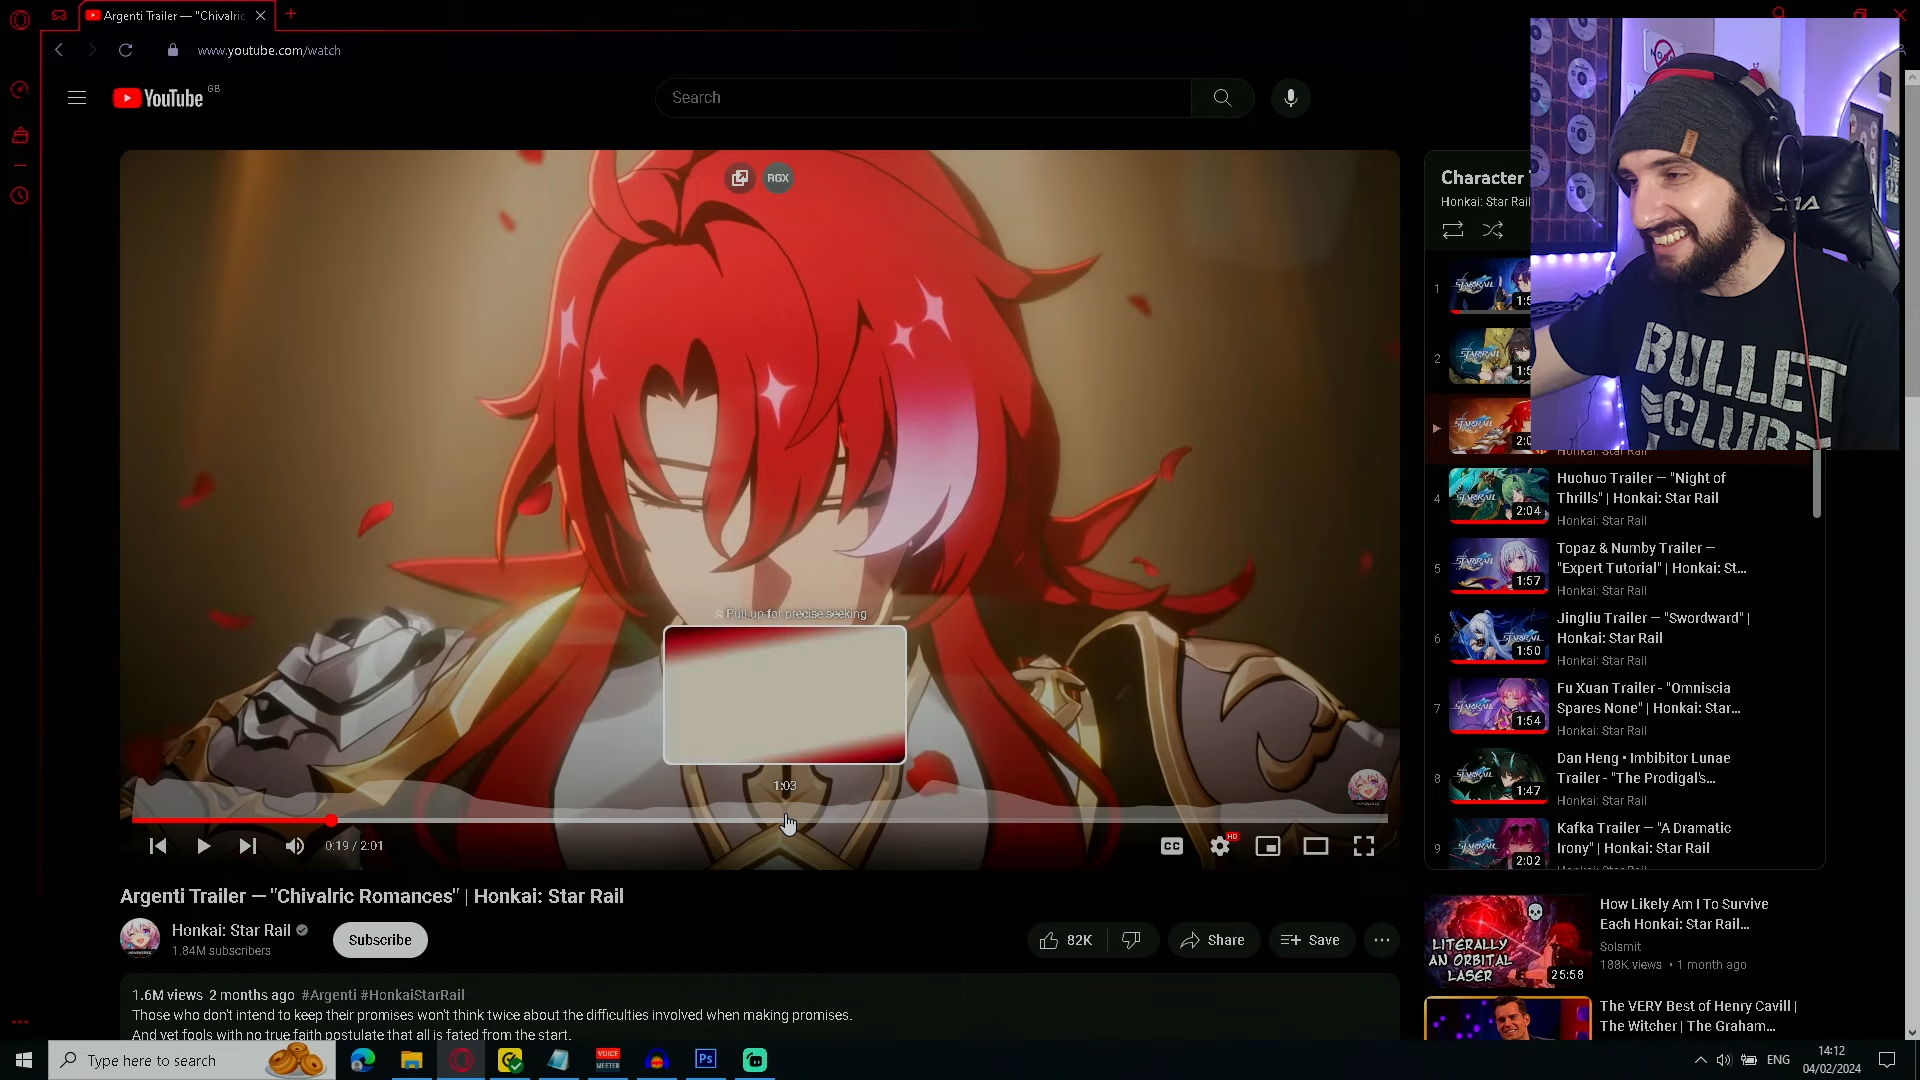 Argenti Trailer — "Chivalric
www.youtube.com/watch
YouTube GB
Search
RGX
Pull up for precise seeking
1:03
0:19 / 2:01
CC
HD
Argenti Trailer — "Chivalric Romances" | Honkai: Star Rail
Honkai: Star Rail
1.84M subscribers
Subscribe
82K
Share
Save
1.6M views 2 months ago #Argenti #HonkaiStarRail
Those who don't intend to keep their promises won't think twice about the difficulties involved when making promises.
And yet fools with no true faith postulate that all is fated from the start.
Character
Honkai: Star Rail
1
2
BULLET
CLUB
Honkai: Star Rail
4
2:04
Huohuo Trailer — "Night of
Thrills" | Honkai: Star Rail
Honkai: Star Rail
5
1:57
Topaz & Numby Trailer —
"Expert Tutorial" | Honkai: St...
Honkai: Star Rail
6
1:50
Jingliu Trailer — "Swordward" |
Honkai: Star Rail
Honkai: Star Rail
7
1:54
Fu Xuan Trailer - "Omniscia
Spares None" | Honkai: Star...
Honkai: Star Rail
8
1:47
Dan Heng • Imbibitor Lunae
Trailer - "The Prodigal's...
Honkai: Star Rail
9
2:02
Kafka Trailer — "A Dramatic
Irony" | Honkai: Star Rail
LITERALLY
AN ORBITAL
LASER
25:58
How Likely Am I To Survive
Each Honkai: Star Rail...
Solsmit
188K views • 1 month ago
The VERY Best of Henry Cavill |
The Witcher | The Graham...
Type here to search
VOICE
MEETER
Ps
ENG
14:12
04/02/2024